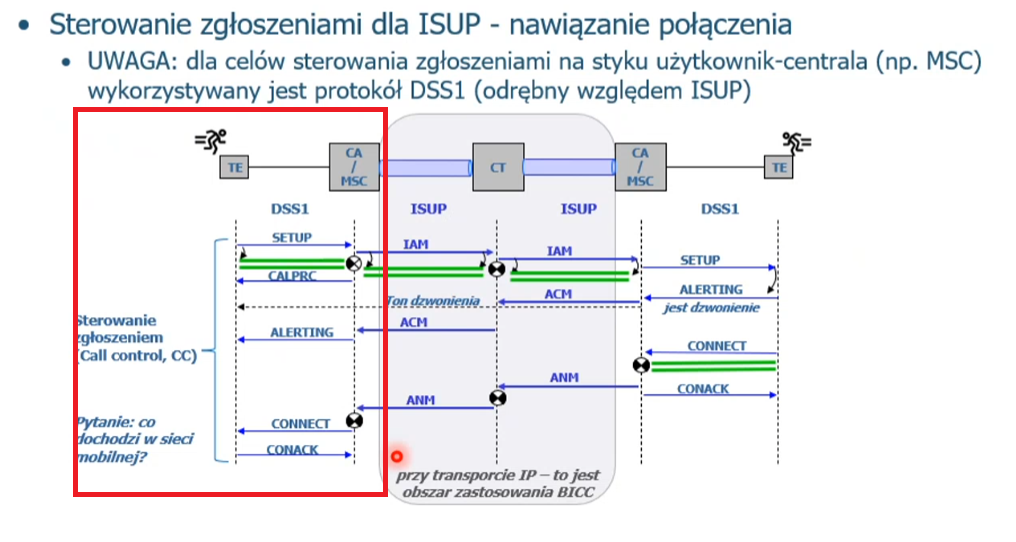 • Sterowanie zgłoszeniami dla ISUP - nawiązanie połączenia
• UWAGA: dla celów sterowania zgłoszeniami na styku użytkownik-centrala (np. MSC)
wykorzystywany jest protokół DSS1 (odrębny względem ISUP)
TE
CA
/
MSC
CT
CA
/
MSC
TE
DSS1
ISUP
ISUP
DSS1
SETUP
IAM
IAM
SETUP
CALPRC
ALERTING
ACM
Ton dzwonienia
jest dzwonienie
ACM
ALERTING
Sterowanie
zgłoszeniem
(Call control, CC)
CONNECT
ANM
CONACK
ANM
CONNECT
CONACK
Pytanie: co
dochodzi w sieci
mobilnej?
przy transporcie IP – to jest
obszar zastosowania BICC